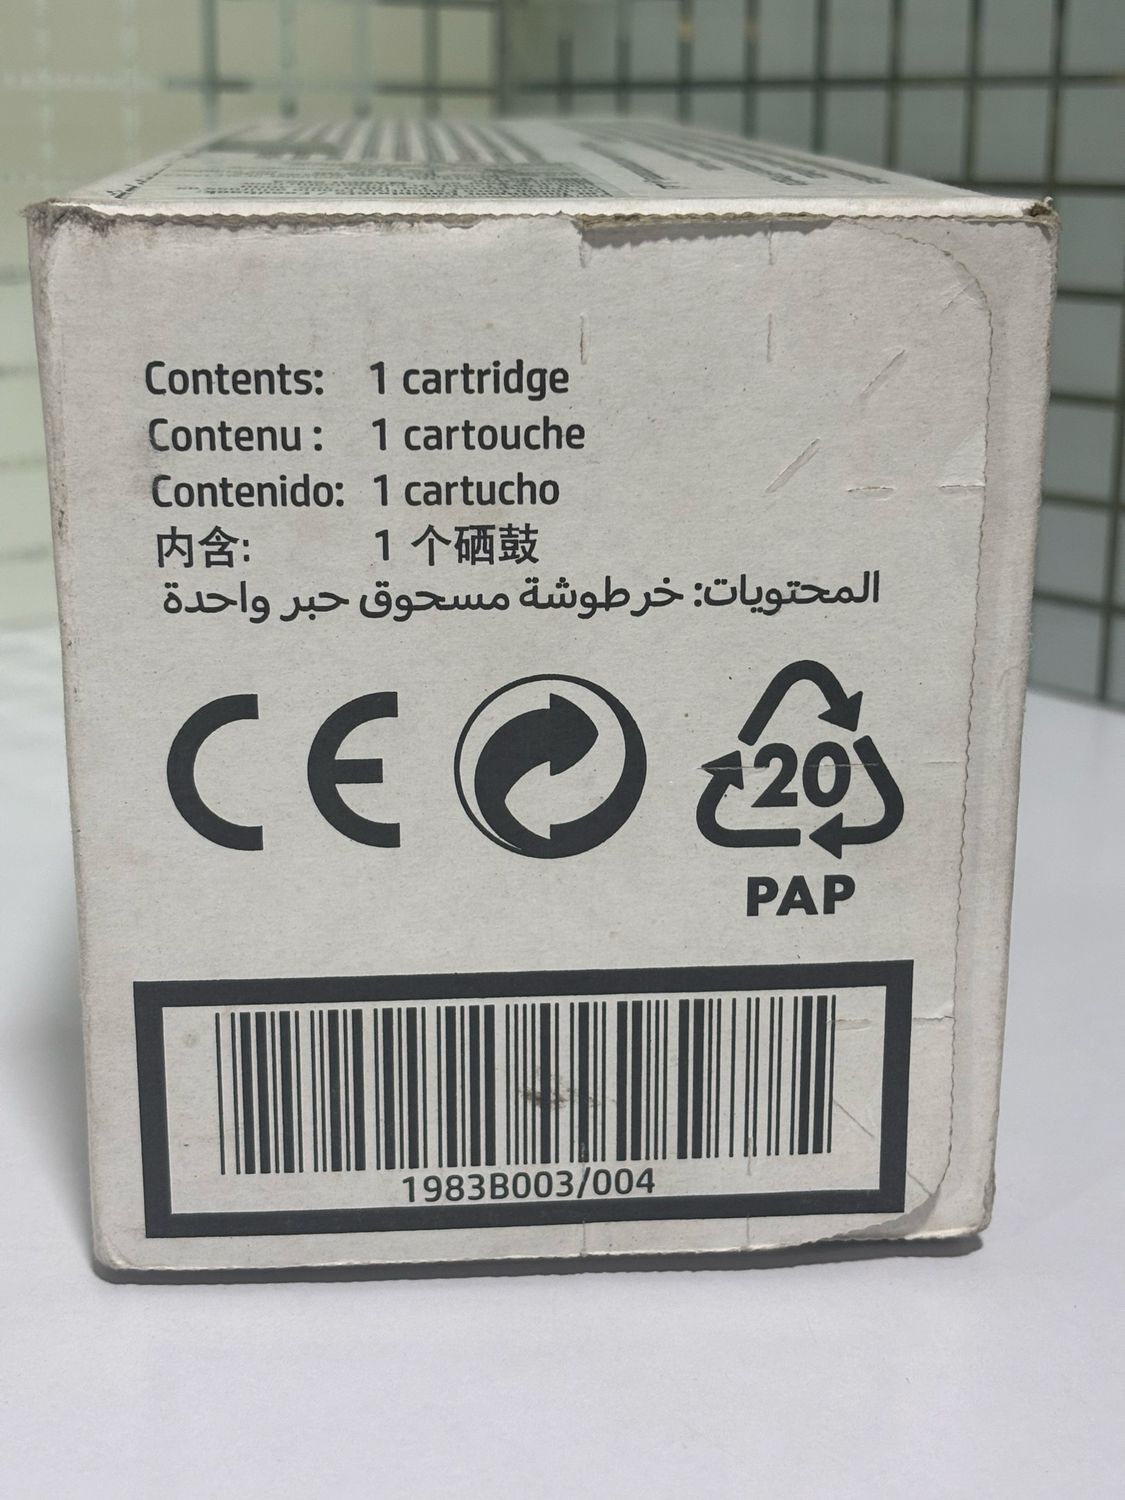 Contents: 1 cartridge
Contenu : 1 cartouche
Contenido: 1 cartucho
内含: 1 个硒鼓
المحتويات: خرطوشة مسحوق حبر واحدة
CE
20
PAP
1983B003/004